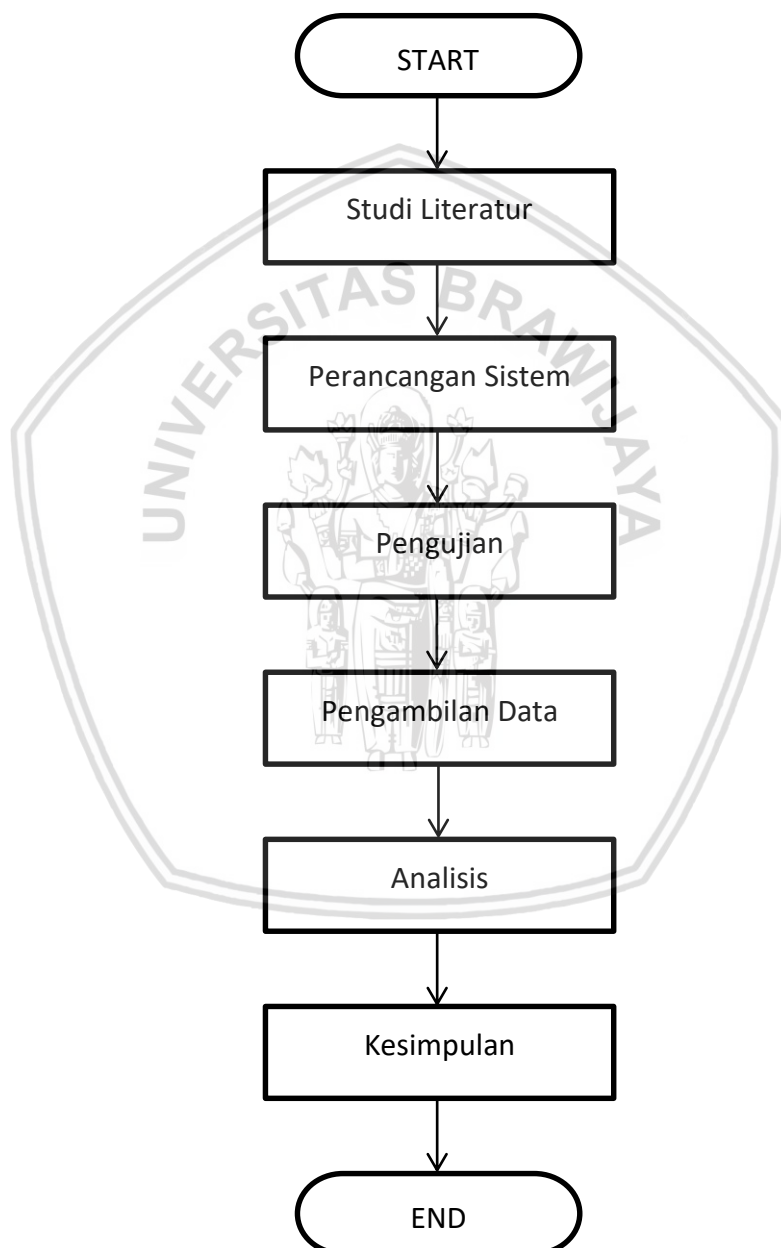 START
Studi Literatur
UNIVERSITAS BRAWIJAYA
Perancangan Sistem
Pengujian
Pengambilan Data
Analisis
Kesimpulan
END